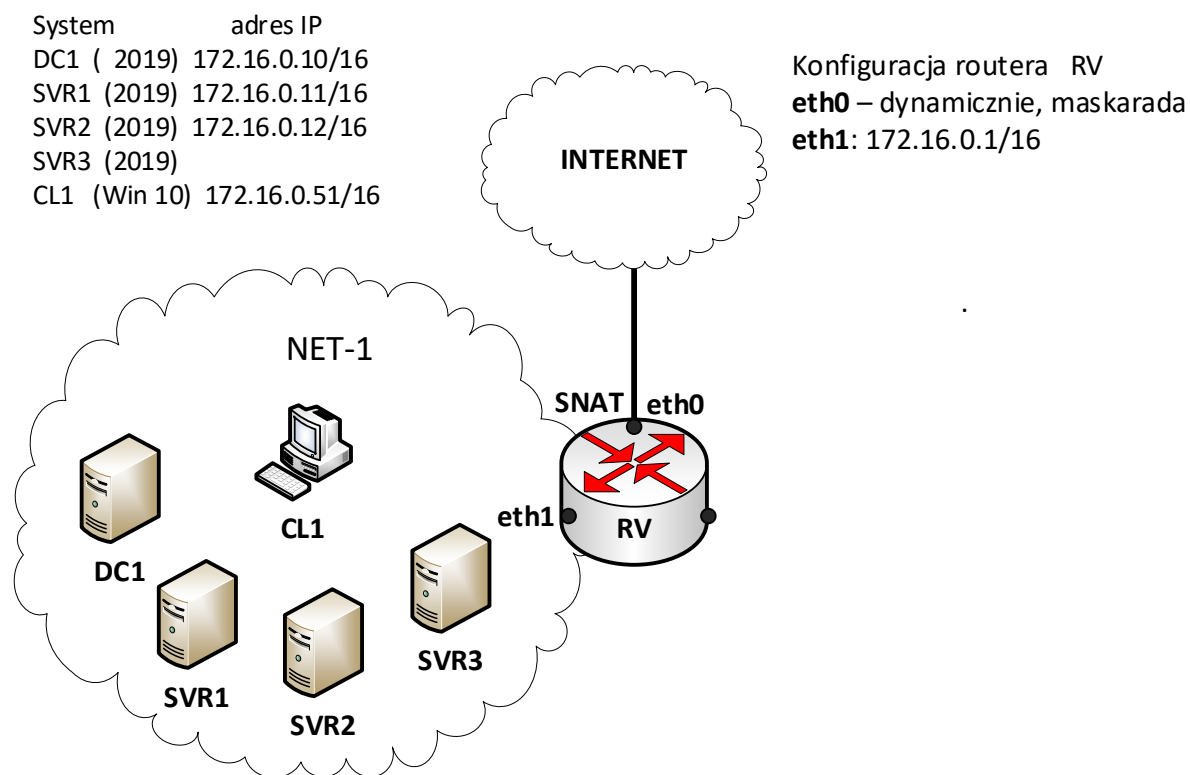 System adres IP
DC1 ( 2019) 172.16.0.10/16
SVR1 (2019) 172.16.0.11/16
SVR2 (2019) 172.16.0.12/16
SVR3 (2019)
CL1 (Win 10) 172.16.0.51/16
Konfiguracja routera RV
eth0 – dynamicznie, maskarada
eth1: 172.16.0.1/16
INTERNET
.
NET-1
SNAT eth0
CL1
eth1
RV
DC1
SVR3
SVR1
SVR2